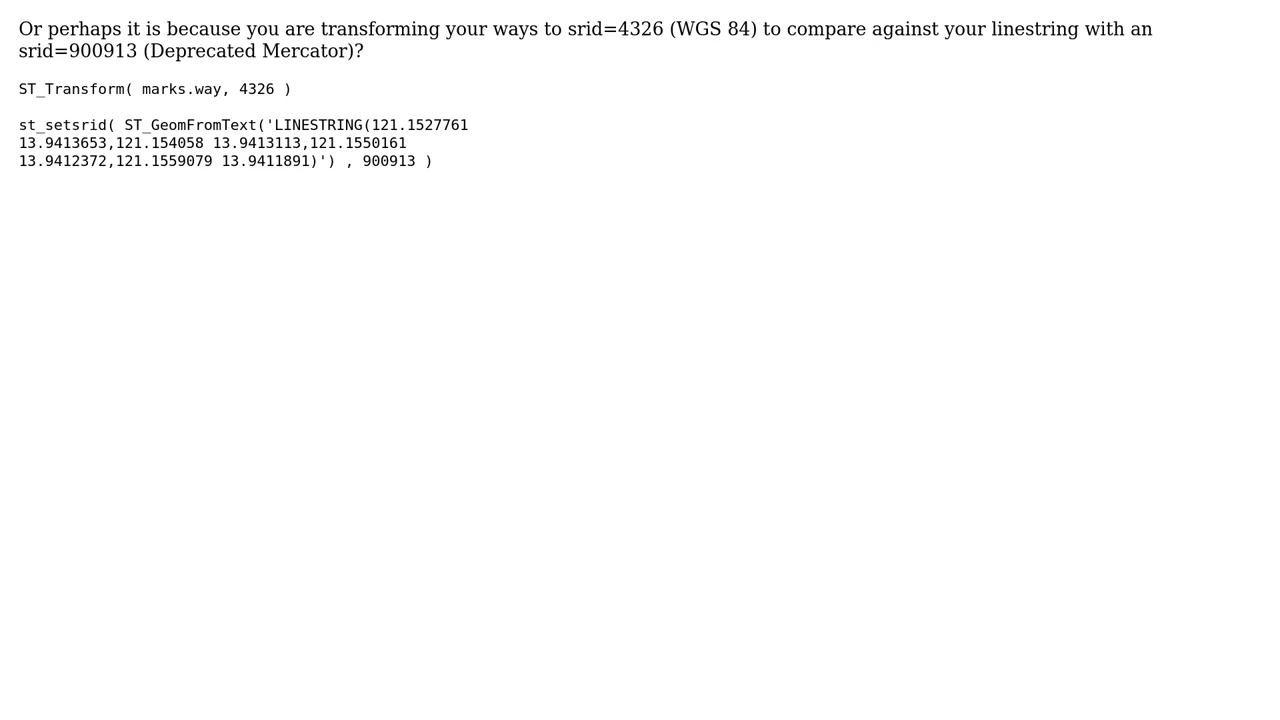 Or perhaps it is because you are transforming your ways to srid=4326 (WGS 84) to compare against your linestring with an
srid=900913 (Deprecated Mercator)?
ST_Transform( marks.way, 4326 )
st_setsrid( ST_GeomFromText('LINESTRING(121.1527761
13.9413653,121.154058 13.9413113,121.1550161
13.9412372,121.1559079 13.9411891)') , 900913 )